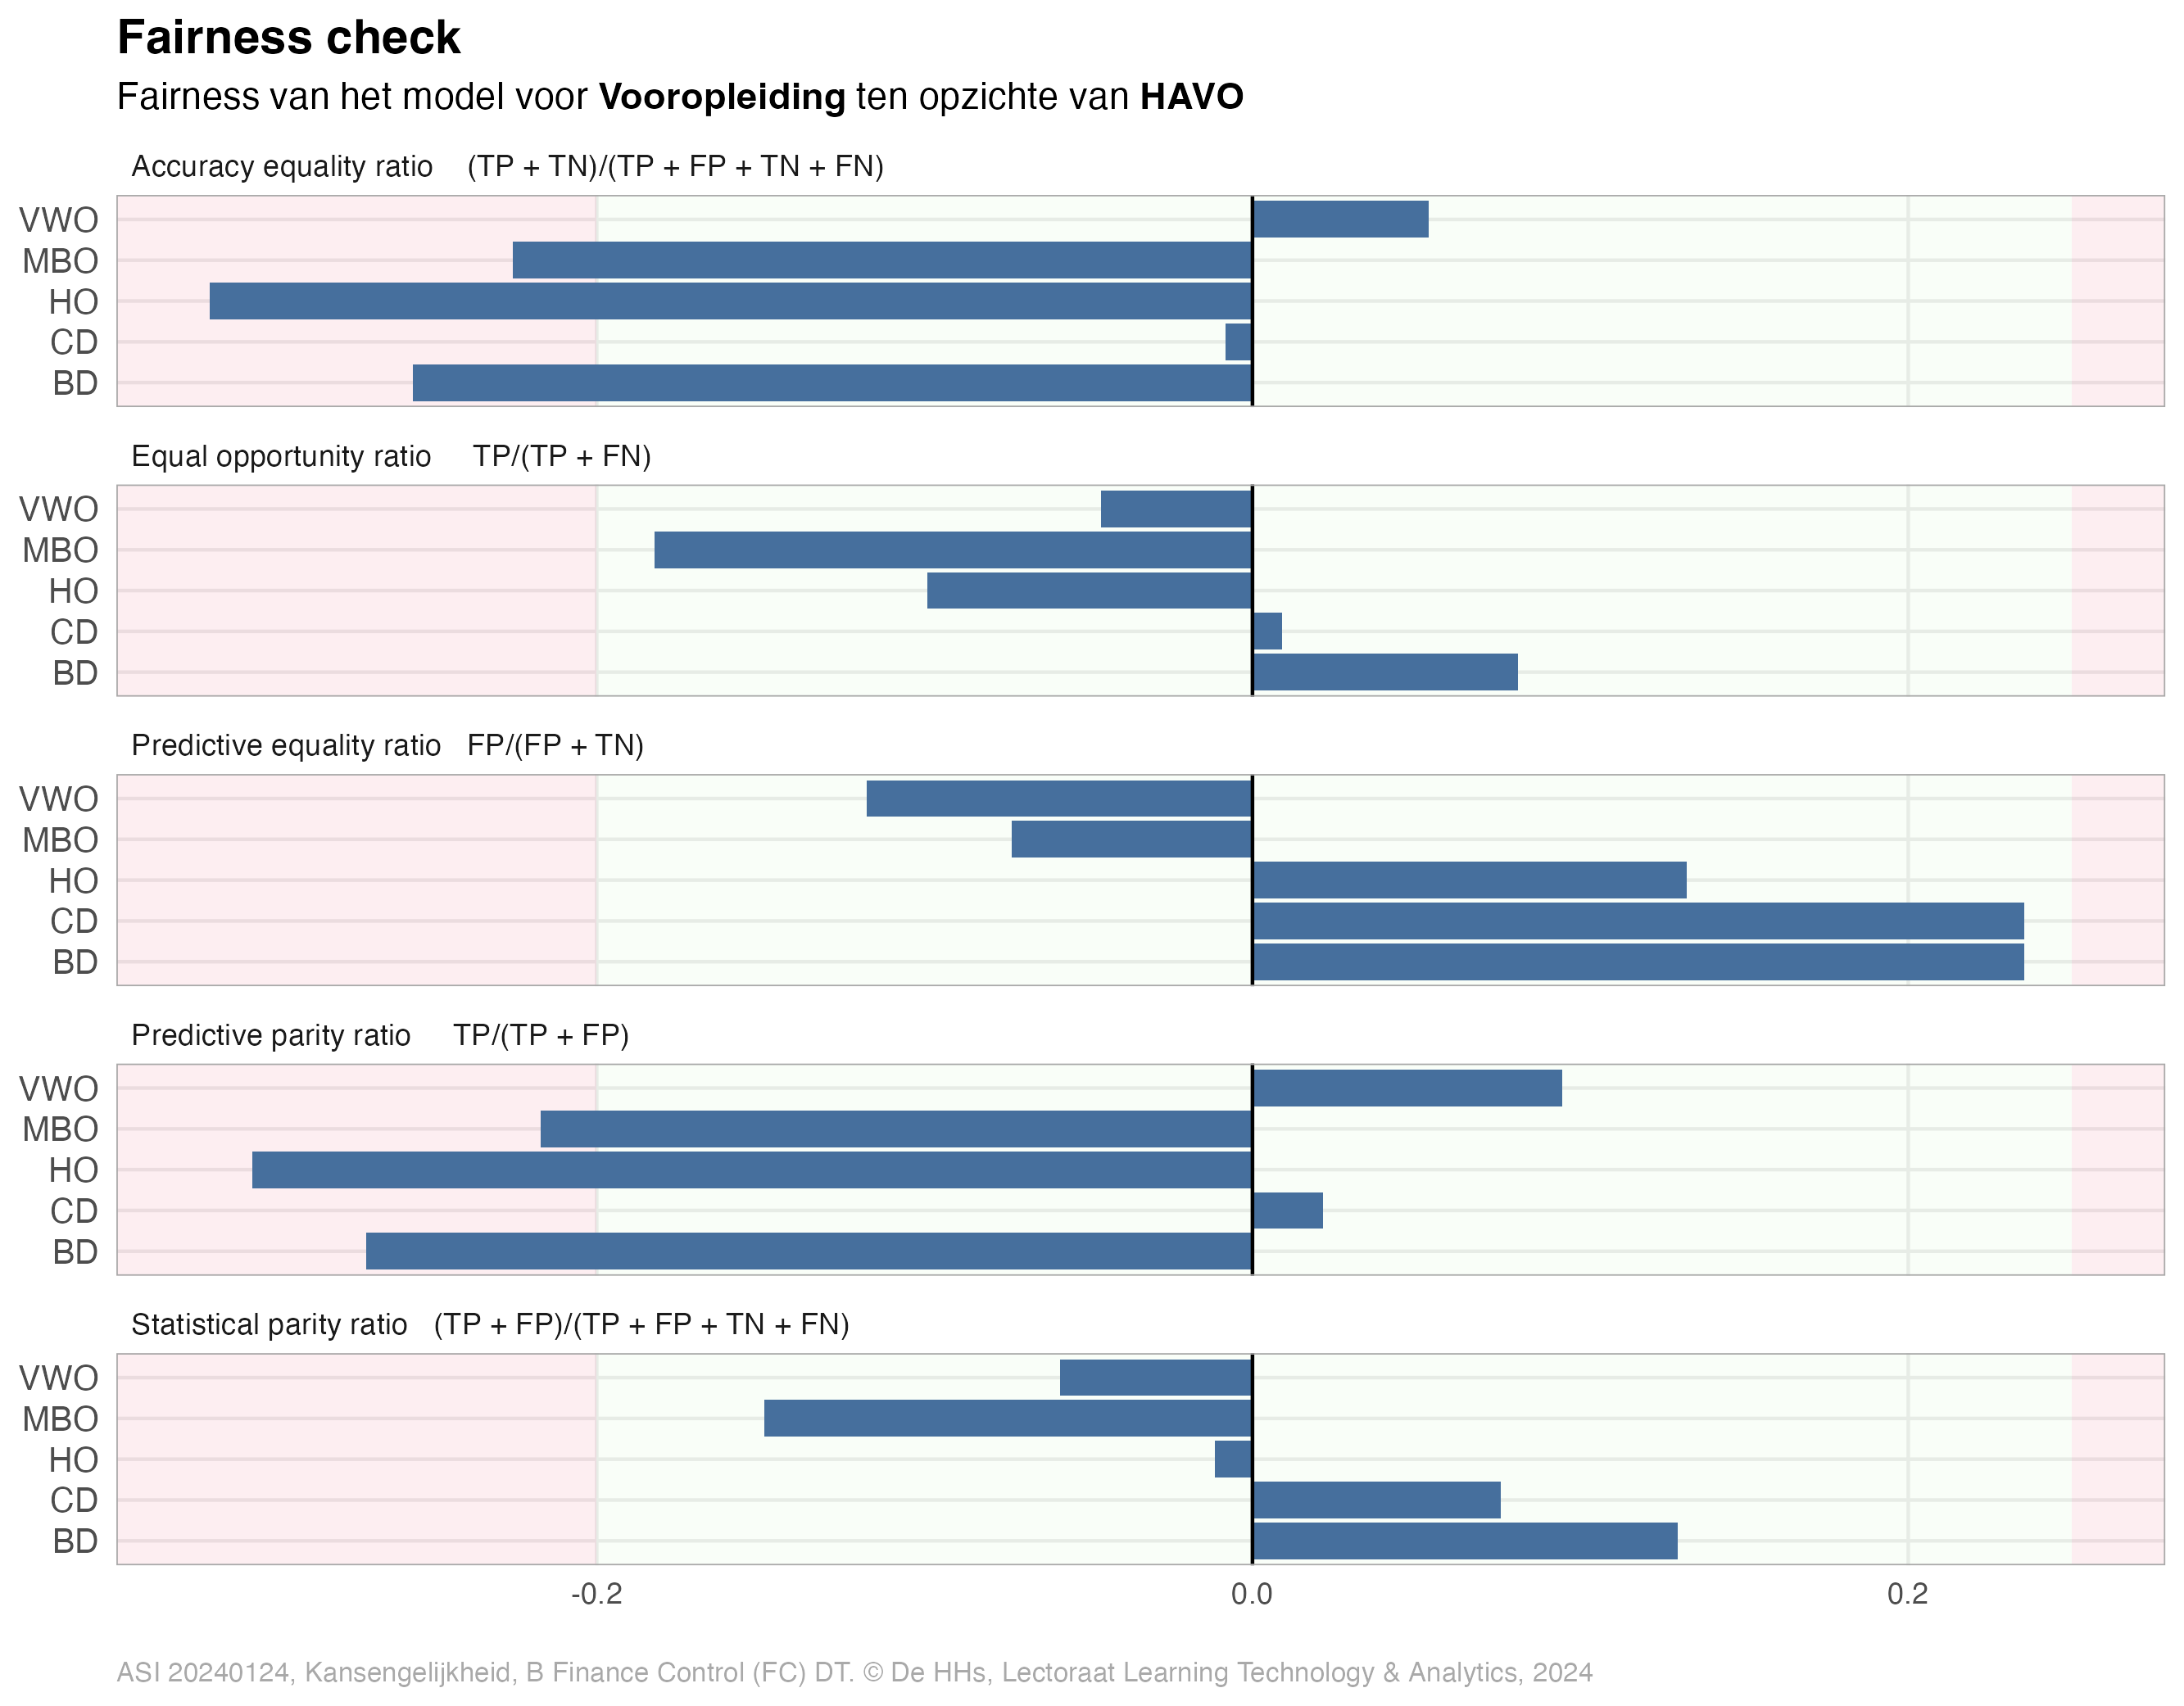 Fairness check
Fairness van het model voor Vooropleiding ten opzichte van HAVO
Accuracy equality ratio (TP + TN)/(TP + FP + TN + FN)
VWO
MBO
HO
CD
BD
Equal opportunity ratio TP/(TP + FN)
VWO
MBO
HO
CD
BD
Predictive equality ratio FP/(FP + TN)
VWO
MBO
HO
CD
BD
Predictive parity ratio TP/(TP + FP)
VWO
MBO
HO
CD
BD
Statistical parity ratio (TP + FP)/(TP + FP + TN + FN)
VWO
MBO
HO
CD
BD
-0.2 0.0 0.2
ASI 20240124, Kansengelijkheid, B Finance Control (FC) DT. © De HHs, Lectoraat Learning Technology & Analytics, 2024